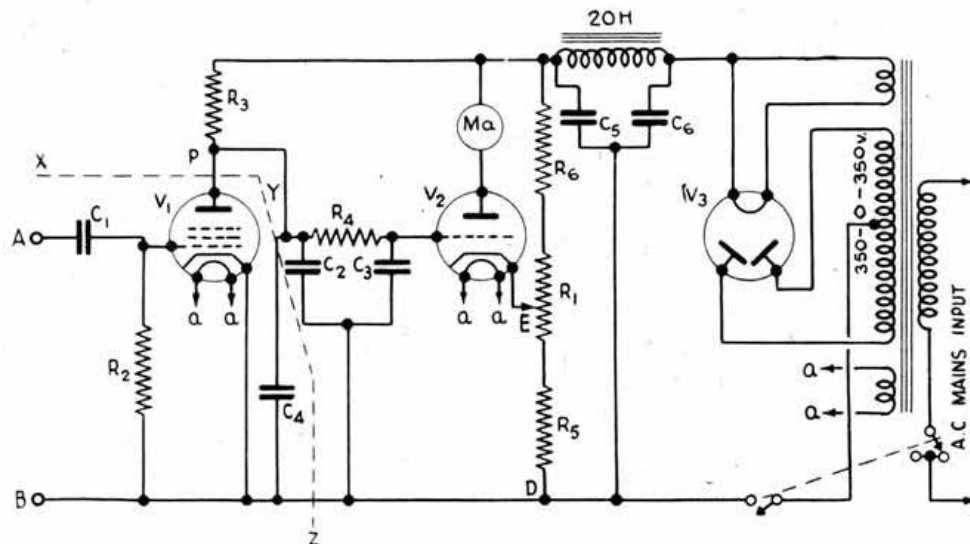 20H
R3
Ma
C5
C6
P
R6
X
Y
V1
V2
V3
A
C1
R4
C2
C3
350-0-350v.
a
a
a
a
E
R1
R2
a
C4
R5
a
A.C MAINS INPUT
B
D
Z